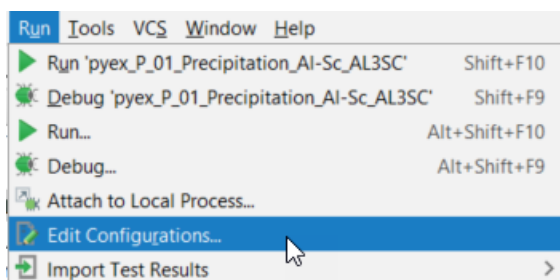 Run Tools VCS Window Help
Run 'pyex_P_01_Precipitation_Al-Sc_AL3SC' Shift+F10
Debug 'pyex_P_01_Precipitation_Al-Sc_AL3SC' Shift+F9
Run... Alt+Shift+F10
Debug... Alt+Shift+F9
Attach to Local Process...
Edit Configurations...
Import Test Results